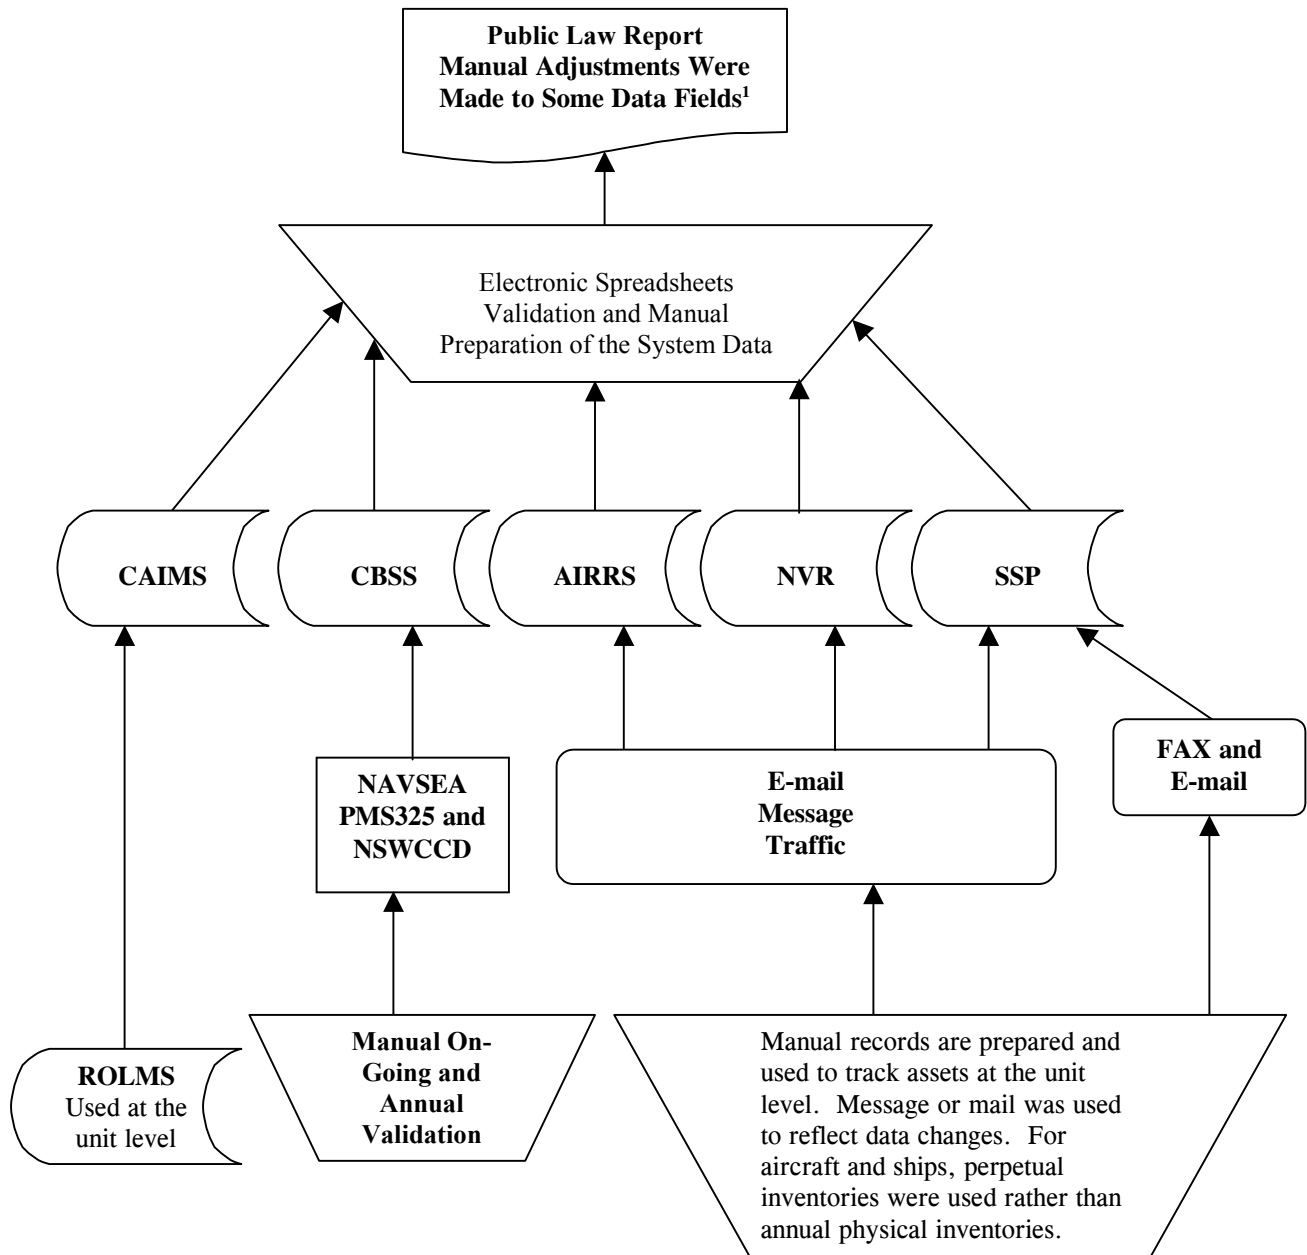 Public Law Report
Manual Adjustments Were
Made to Some Data Fields¹
Electronic Spreadsheets
Validation and Manual
Preparation of the System Data
CAIMS
CBSS
AIRRS
NVR
SSP
NAVSEA
PMS325 and
NSWCCD
E-mail
Message
Traffic
FAX and
E-mail
ROLMS
Used at the
unit level
Manual On-
Going and
Annual
Validation
Manual records are prepared and
used to track assets at the unit
level.  Message or mail was used
to reflect data changes.  For
aircraft and ships, perpetual
inventories were used rather than
annual physical inventories.